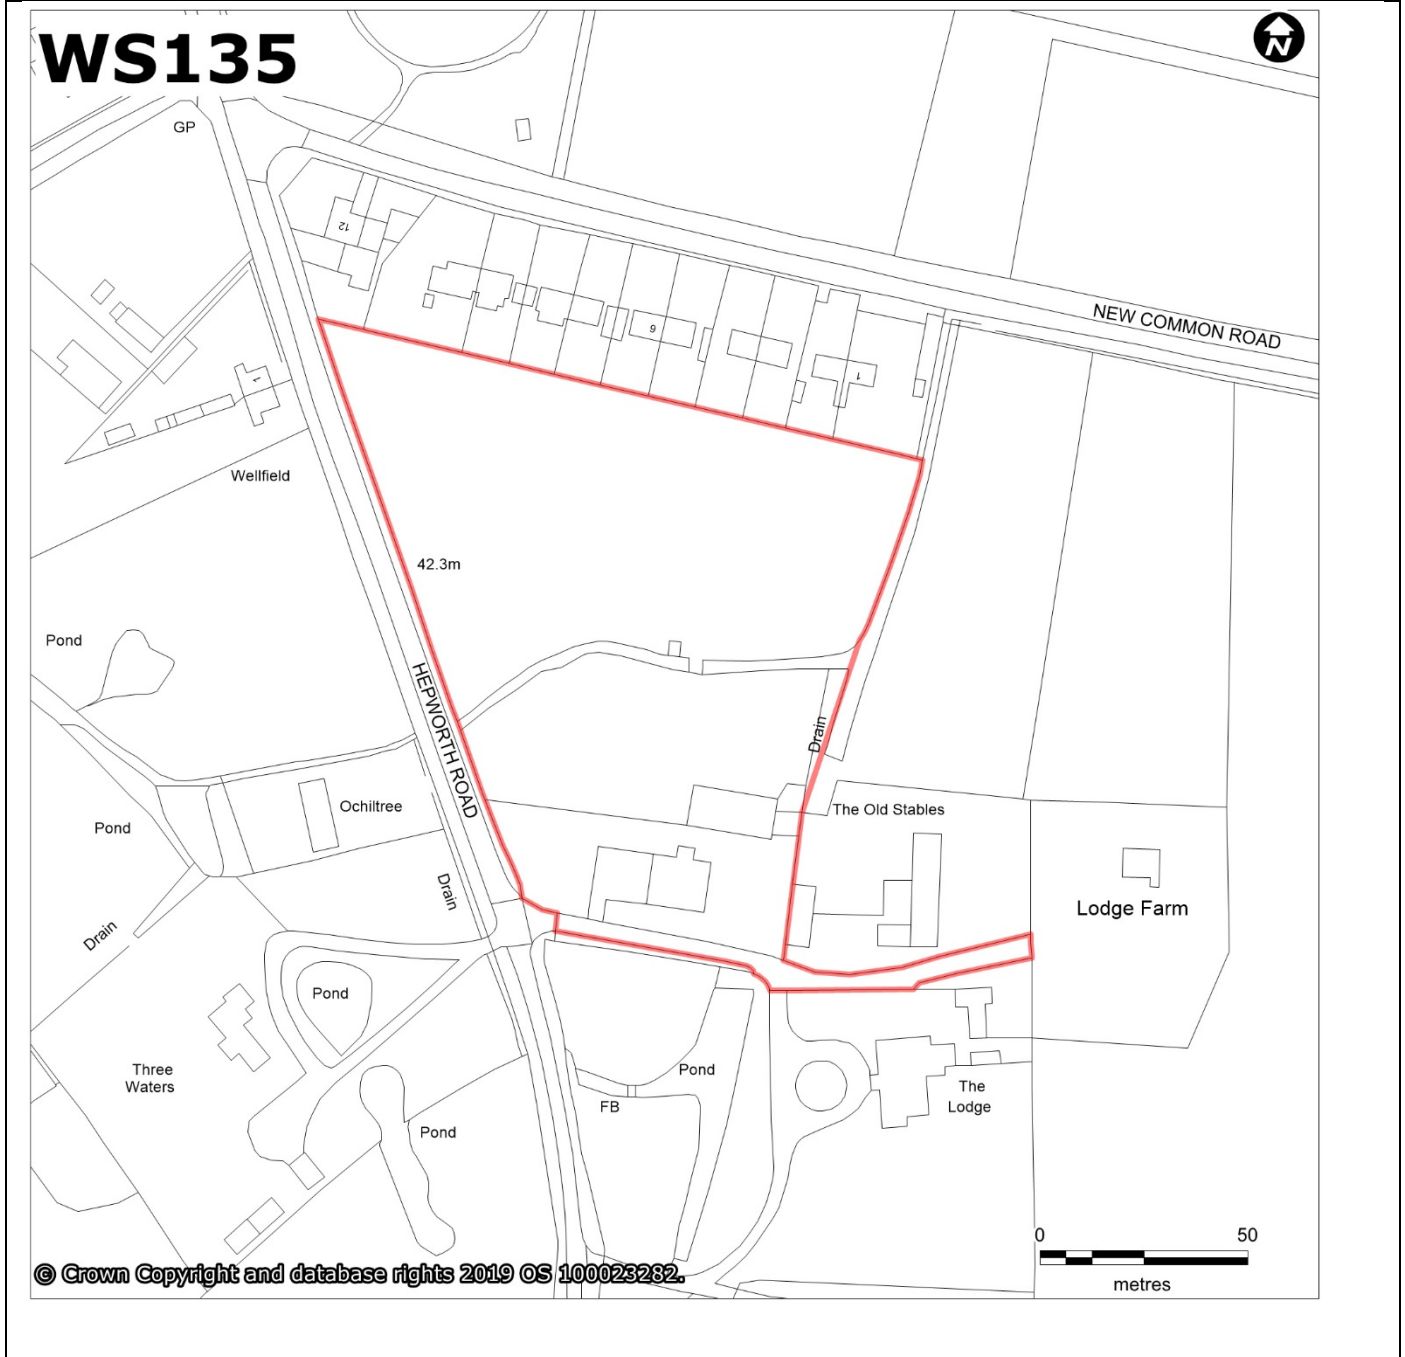 WS135
N
GP
12
NEW COMMON ROAD
6
1
1
Wellfield
42.3m
Pond
HEPWORTH ROAD
Drain
Ochiltree
The Old Stables
Pond
Drain
Lodge Farm
Drain
Pond
Three
Waters
Pond
The
Lodge
FB
Pond
0 50
metres
© Crown Copyright and database rights 2019 OS 100023282.